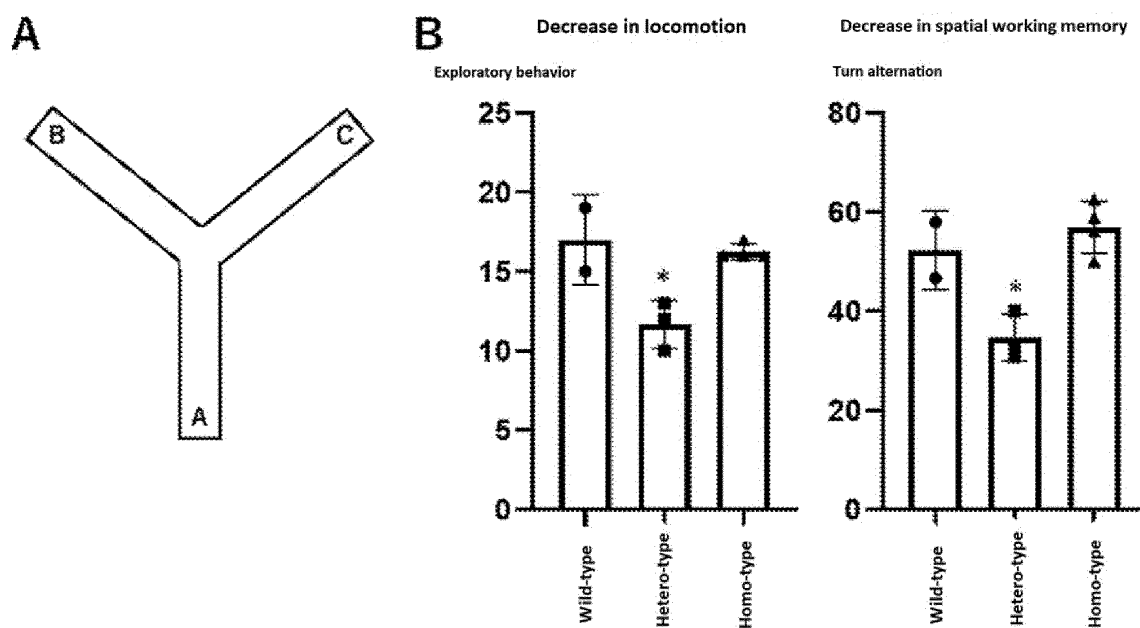 A
B
C
A
B
Decrease in locomotion
Exploratory behavior
25
20
15
10
5
0
*
Wild-type
Hetero-type
Homo-type
Decrease in spatial working memory
Turn alternation
80
60
40
20
0
*
Wild-type
Hetero-type
Homo-type